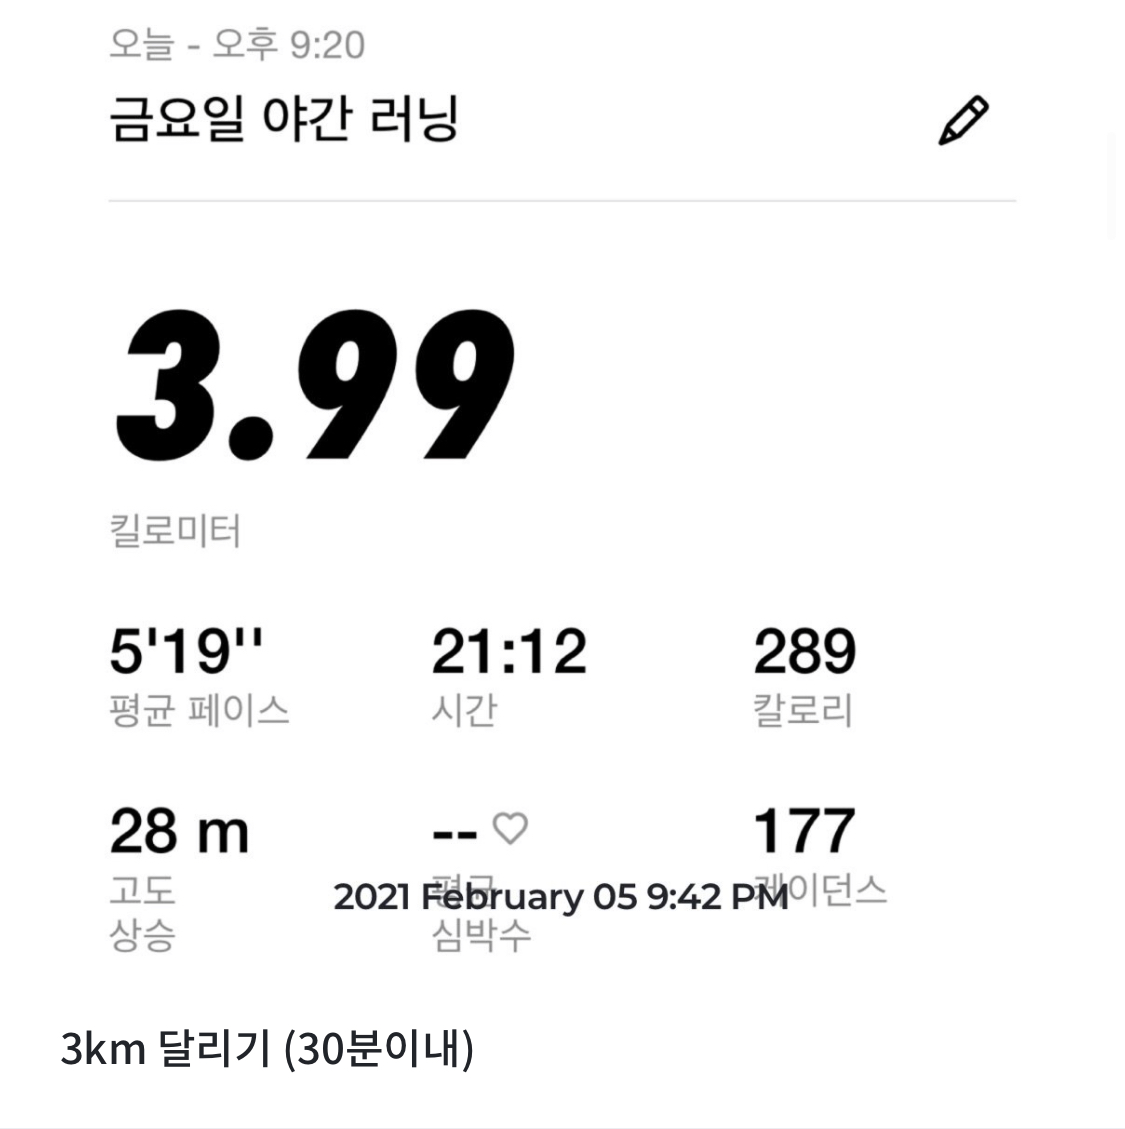 오늘 - 오후 9:20
금요일 야간 러닝
3.99
킬로미터
5'19''
평균 페이스
21:12
시간
289
칼로리
28 m
고도
상승
--
평균
심박수
177
케이던스
2021 February 05 9:42 PM
3km 달리기 (30분이내)